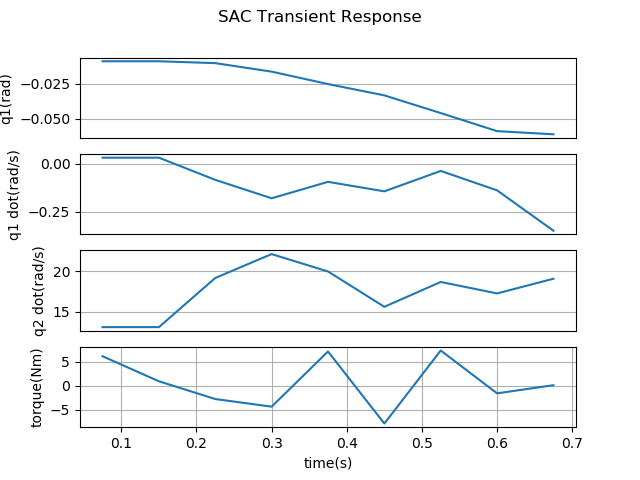 SAC Transient Response
q1(rad)
−0.025
−0.050
q1 dot(rad/s)
0.00
−0.25
q2 dot(rad/s)
20
15
torque(Nm)
5
0
−5
0.1 0.2 0.3 0.4 0.5 0.6 0.7
time(s)